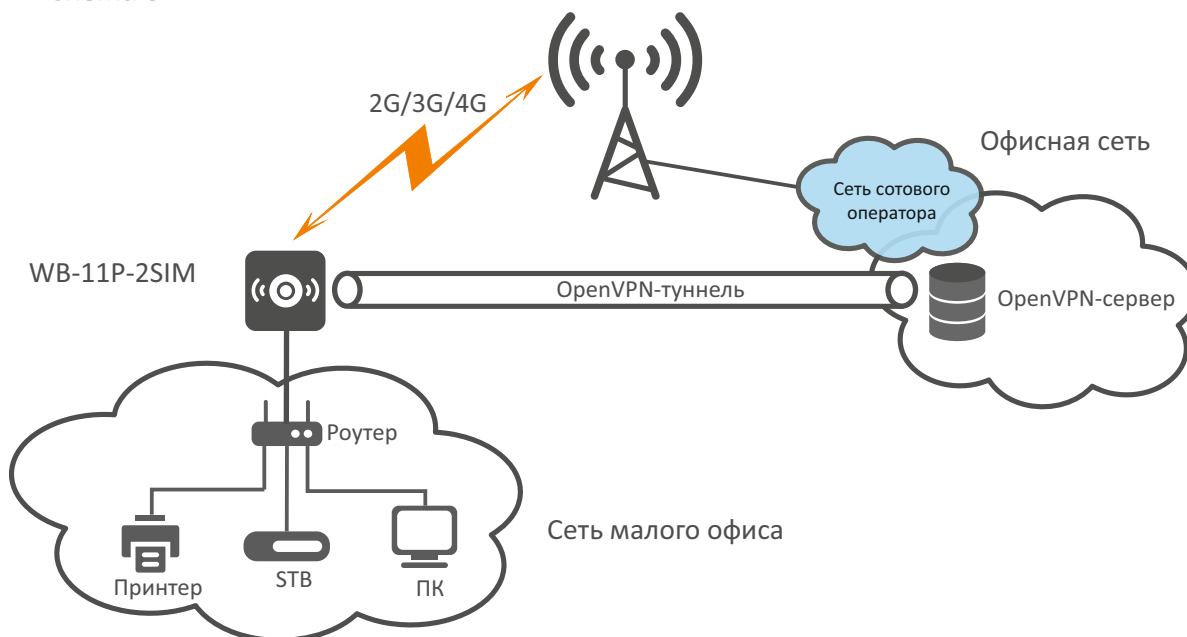 2G/3G/4G
Офисная сеть
Сеть сотового
оператора
WB-11P-2SIM
OpenVPN-туннель
OpenVPN-сервер
Роутер
Сеть малого офиса
Принтер
STB
ПК